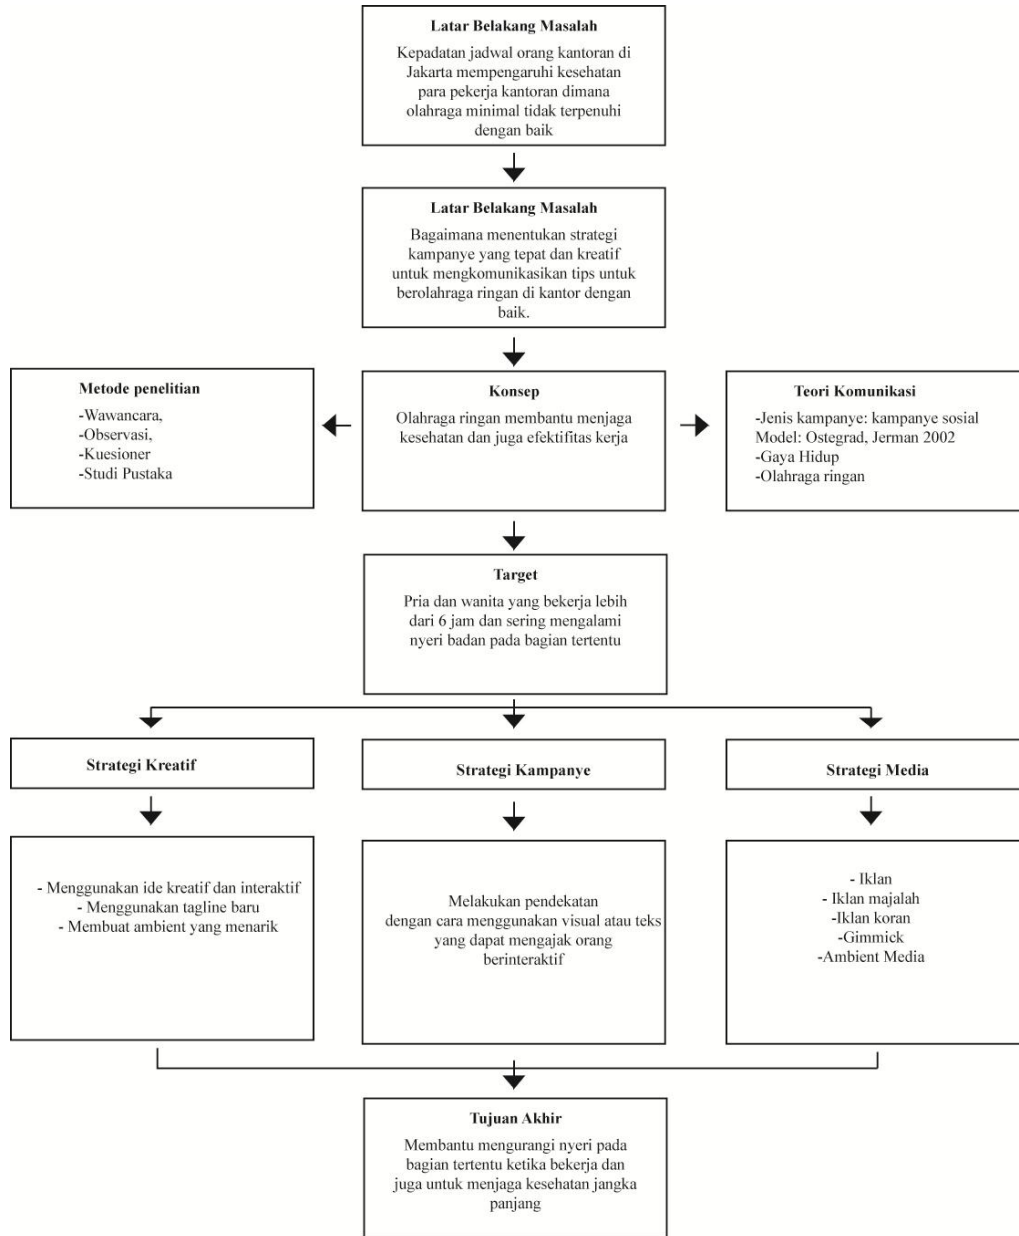 Latar Belakang Masalah
Kepadatan jadwal orang kantoran di
Jakarta mempengaruhi kesehatan
para pekerja kantoran dimana
olahraga minimal tidak terpenuhi
dengan baik
Latar Belakang Masalah
Bagaimana menentukan strategi
kampanye yang tepat dan kreatif
untuk mengkomunikasikan tips untuk
berolahraga ringan di kantor dengan
baik.
Metode penelitian
-Wawancara,
-Observasi,
-Kuesioner
-Studi Pustaka
Konsep
Olahraga ringan membantu menjaga
kesehatan dan juga efektifitas kerja
Teori Komunikasi
-Jenis kampanye: kampanye sosial
Model: Ostegrad, Jerman 2002
-Gaya Hidup
-Olahraga ringan
Target
Pria dan wanita yang bekerja lebih
dari 6 jam dan sering mengalami
nyeri badan pada bagian tertentu
Strategi Kreatif
Strategi Kampanye
Strategi Media
- Menggunakan ide kreatif dan interaktif
- Menggunakan tagline baru
- Membuat ambient yang menarik
Melakukan pendekatan
dengan cara menggunakan visual atau teks
yang dapat mengajak orang
berinteraktif
- Iklan
- Iklan majalah
-Iklan koran
-Gimmick
-Ambient Media
Tujuan Akhir
Membantu mengurangi nyeri pada
bagian tertentu ketika bekerja dan
juga untuk menjaga kesehatan jangka
panjang